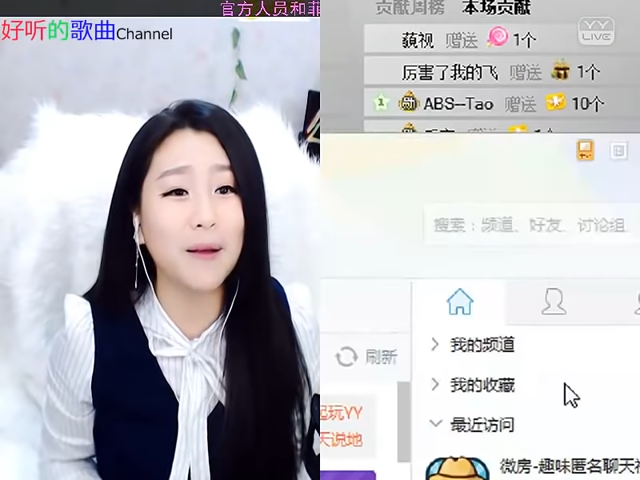 官方人员和菲
好听的歌曲Channel
贡献周榜 本场贡献
YY LIVE
藐视 赠送 1个
厉害了我的飞 赠送 1个
1 ABS-Tao 赠送 10个
搜索：频道、好友、讨论组
刷新
我的频道
我的收藏
最近访问
起玩YY
天说地
微房-趣味匿名聊天